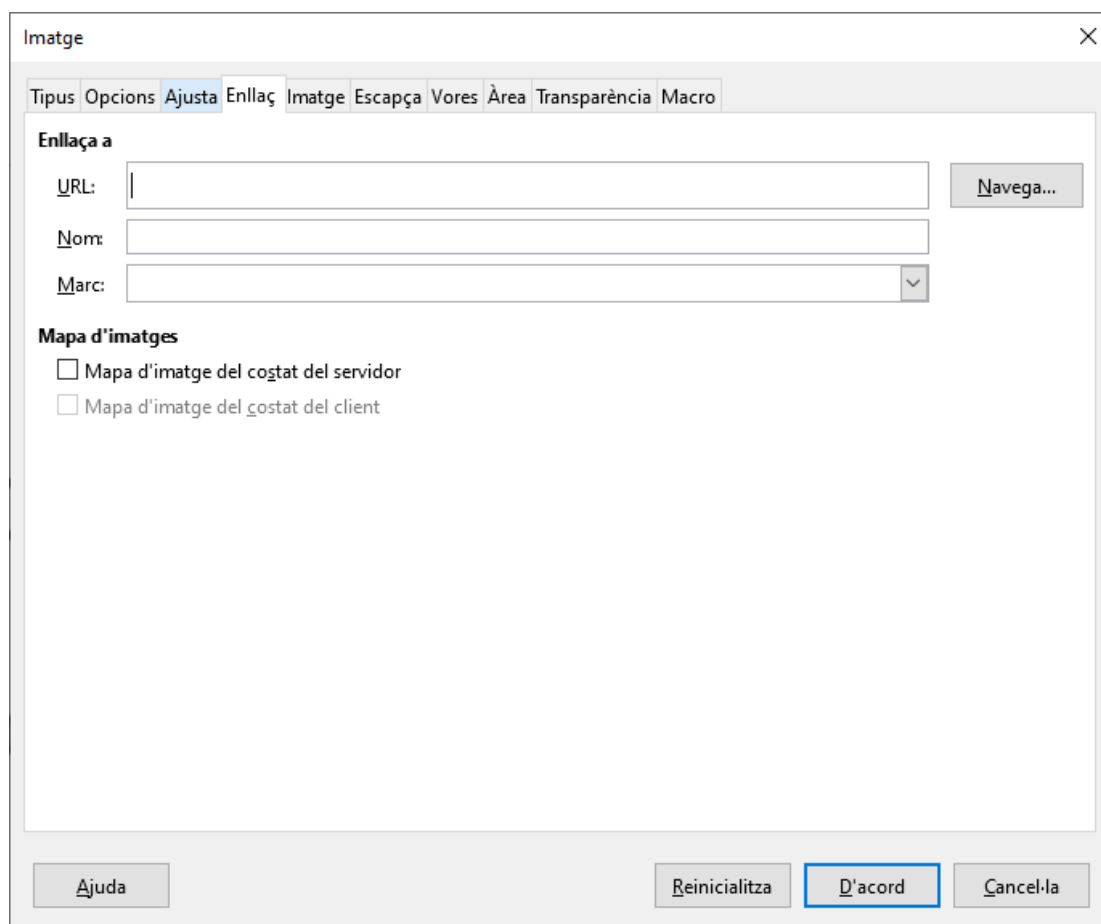 Imatge
Tipus Opcions Ajusta Enllaç Imatge Escapça Vores Àrea Transparència Macro
Enllaça a
URL: Navega...
Nom:
Marc:
Mapa d'imatges
Mapa d'imatge del costat del servidor
Mapa d'imatge del costat del client
Ajuda Reinicialitza D'acord Cancel·la